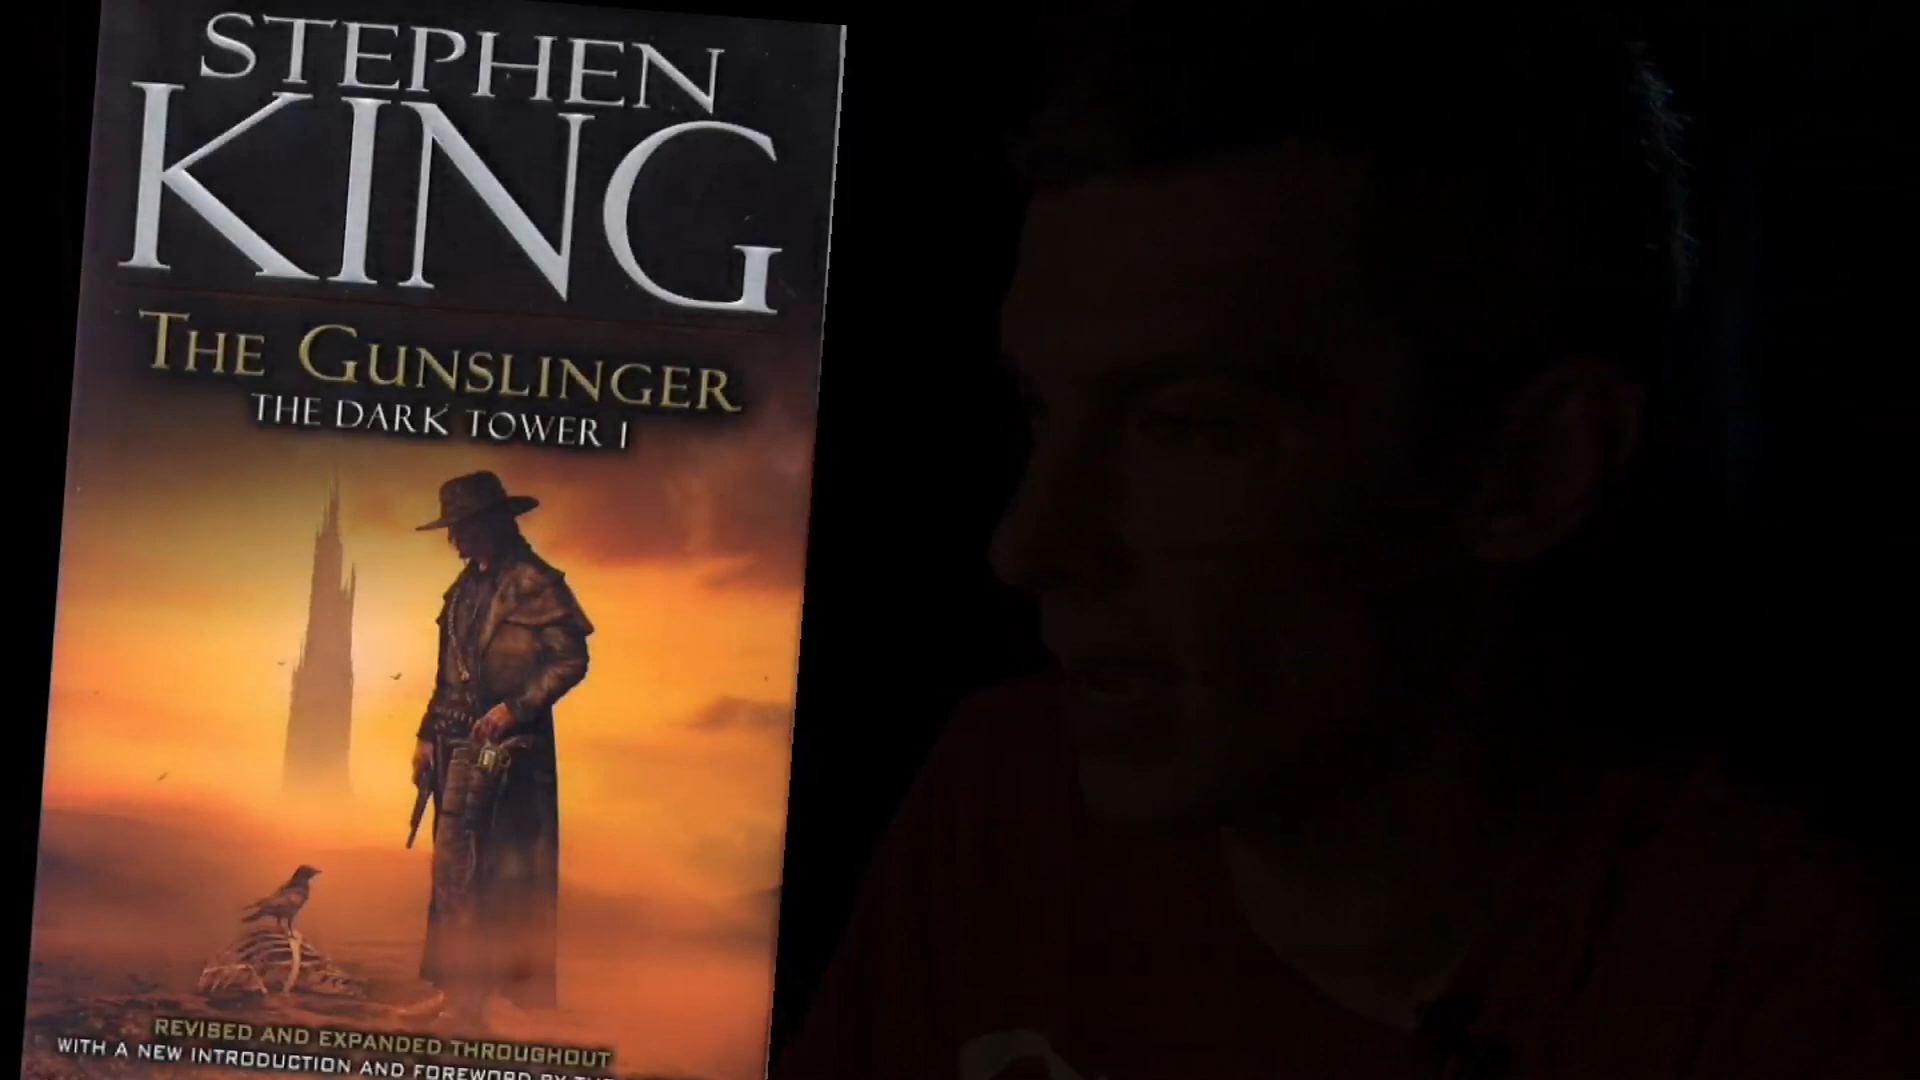 STEPHEN
KING
THE GUNSLINGER
THE DARK TOWER I
REVISED AND EXPANDED THROUGHOUT
WITH A NEW INTRODUCTION AND FOREWORD BY